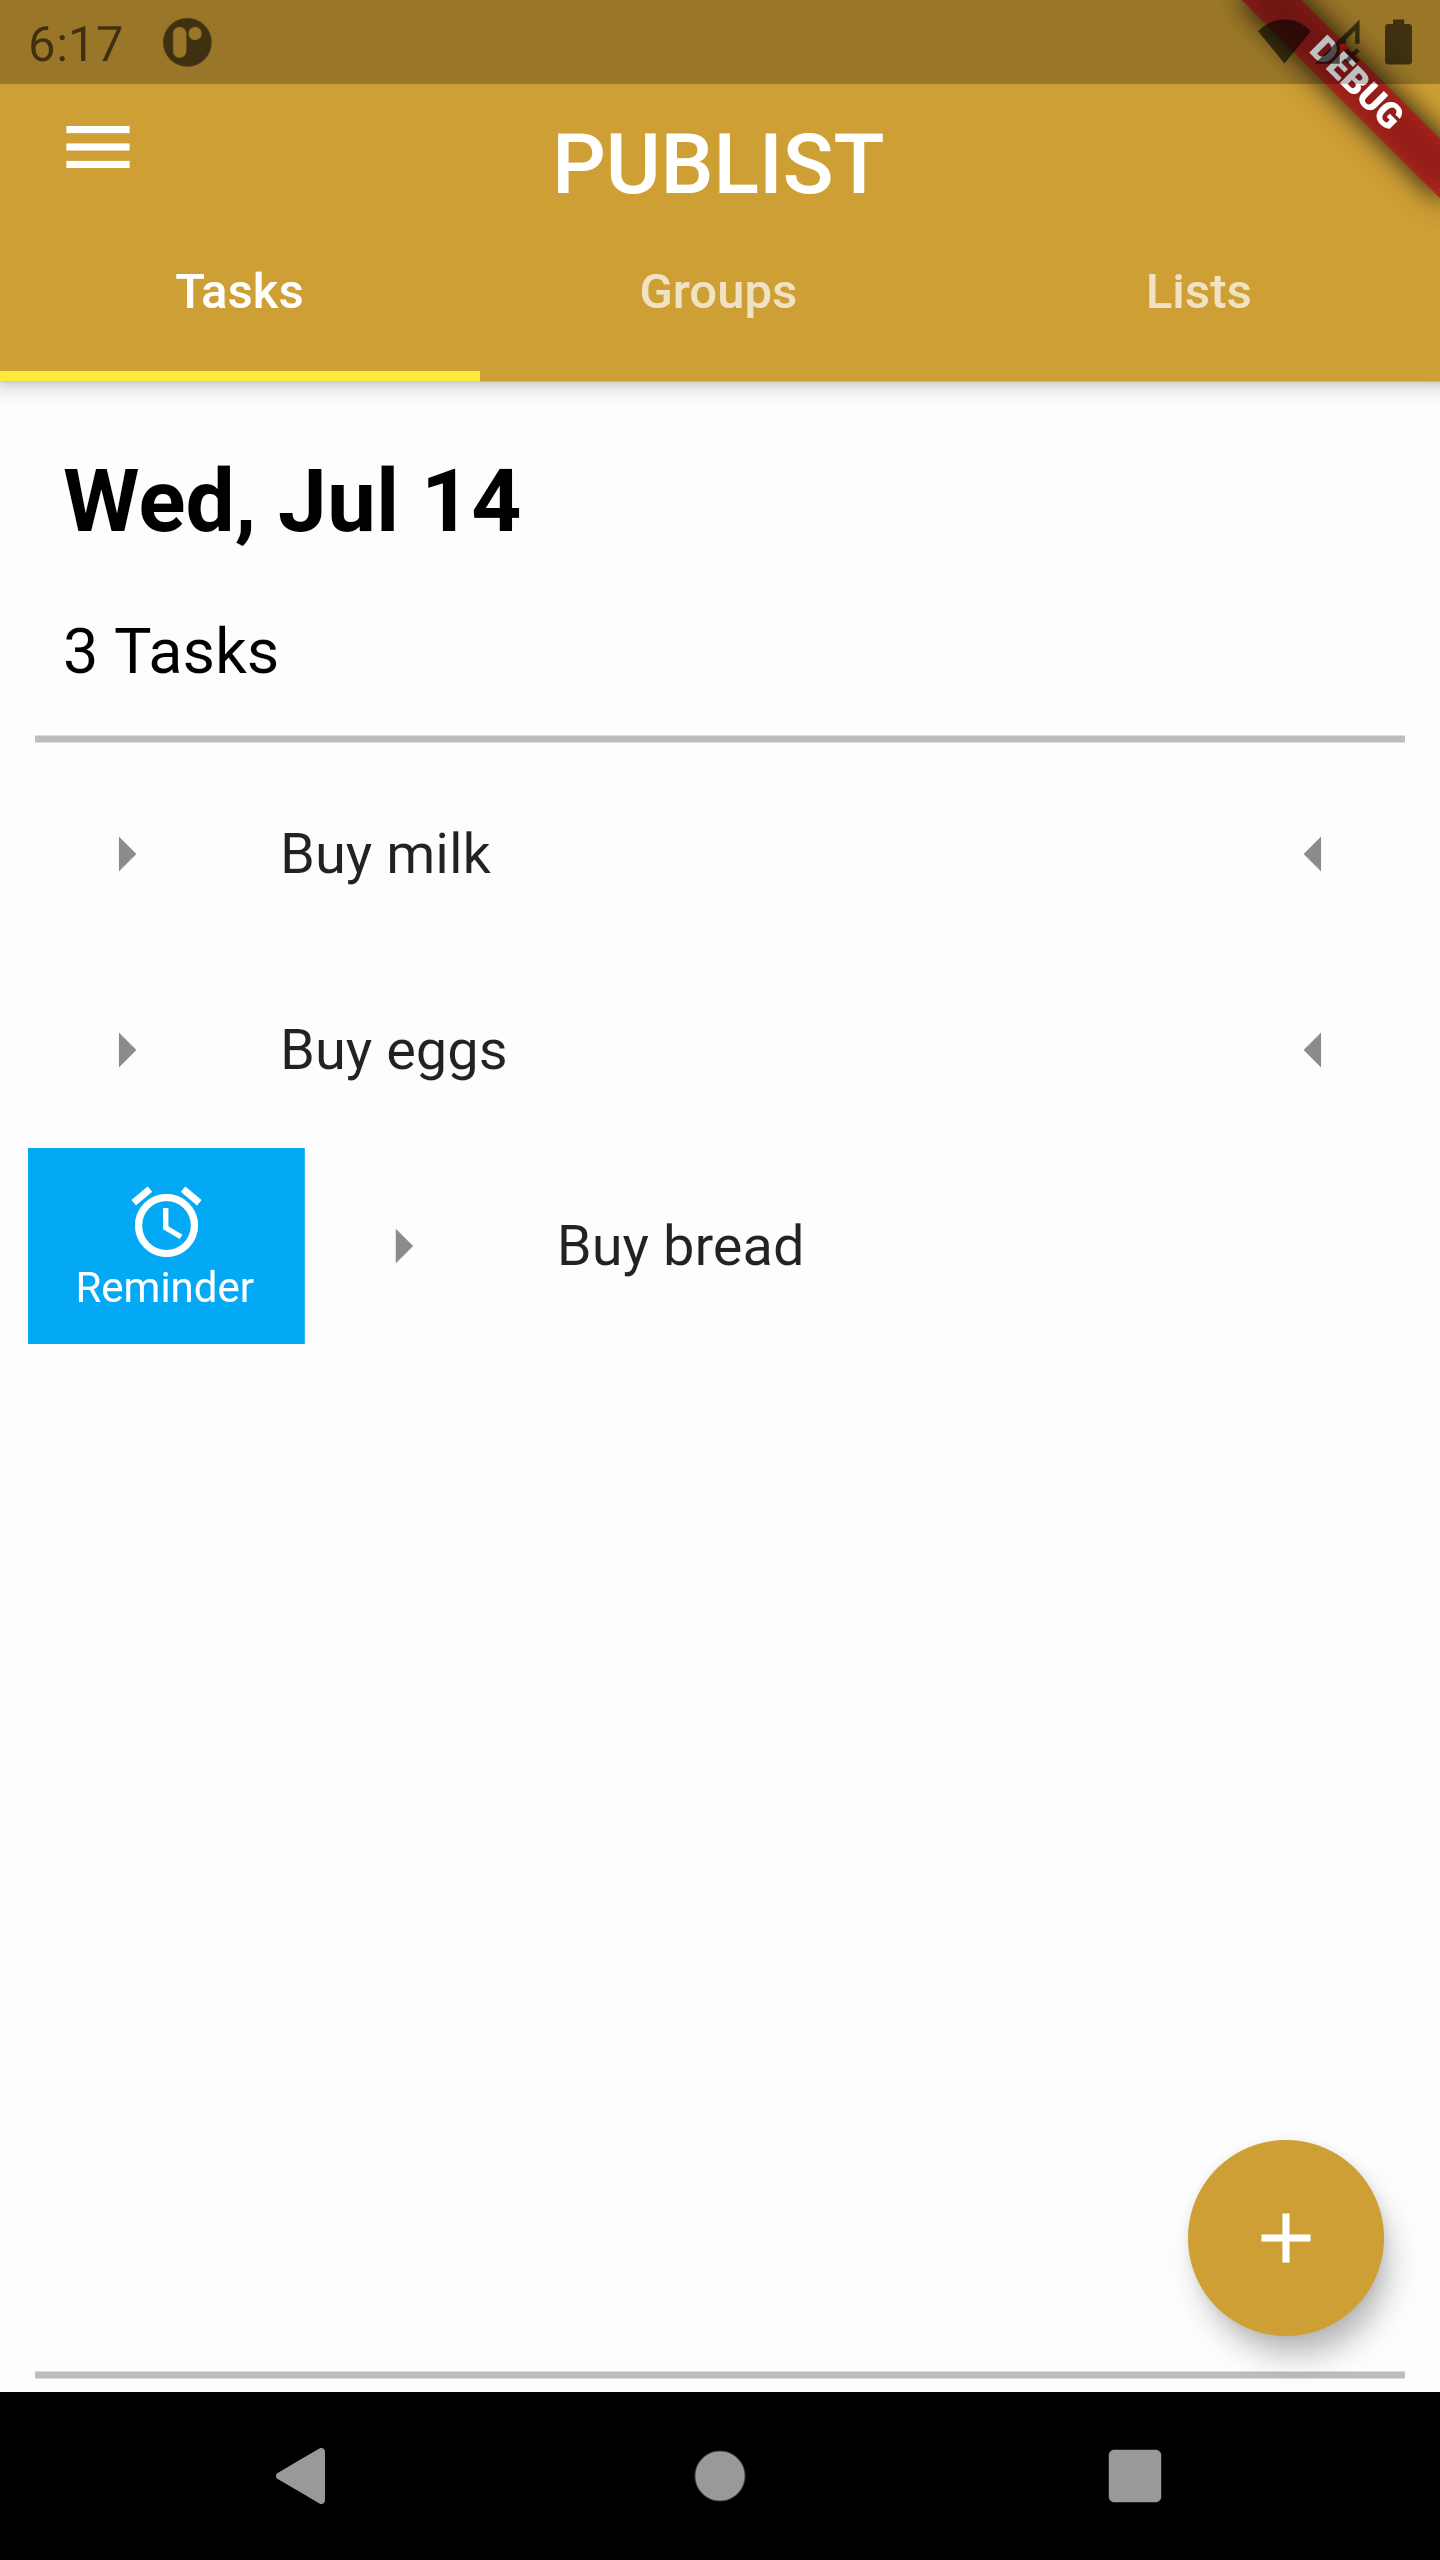 6:17
DEBUG
PUBLIST
Tasks Groups Lists
Wed, Jul 14
3 Tasks
Buy milk
Buy eggs
Reminder
Buy bread